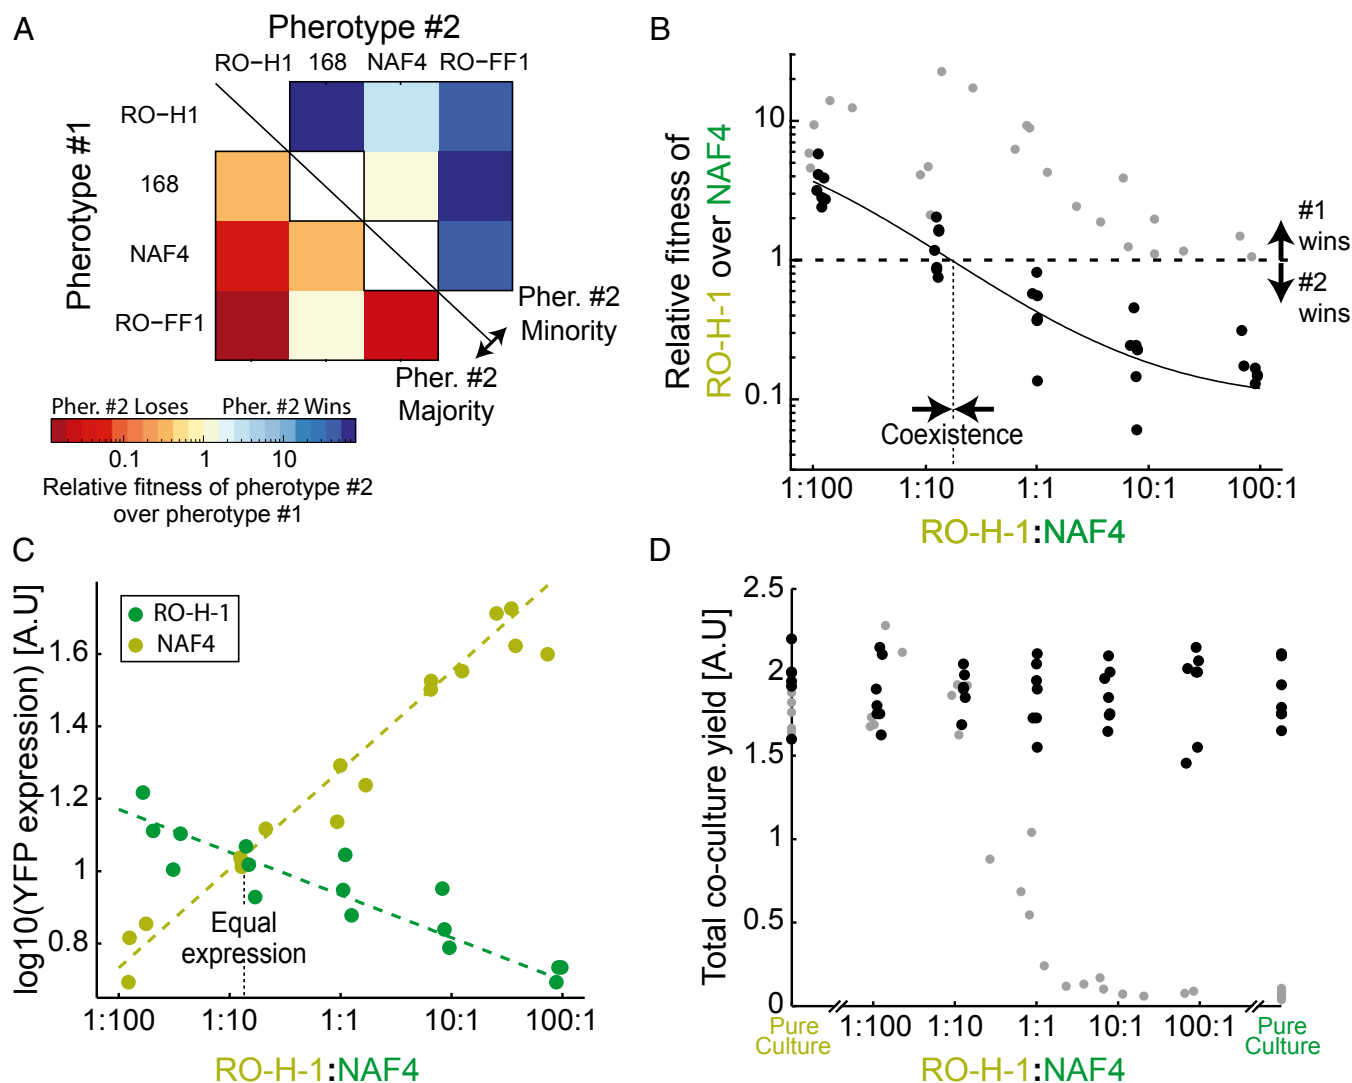 A
Pherotype #2
RO−H1 168 NAF4 RO−FF1
Pherotype #1
RO−H1
168
NAF4
RO−FF1
Pher. #2
Minority
Pher. #2
Majority
Pher. #2 Loses Pher. #2 Wins
0.1 1 10
Relative fitness of pherotype #2
over pherotype #1
B
Relative fitness of
RO-H-1 over NAF4
10
1
0.1
#1
wins
#2
wins
Coexistence
1:100 1:10 1:1 10:1 100:1
RO-H-1:NAF4
C
log10(YFP expression) [A.U]
1.6
1.4
1.2
1
0.8
RO-H-1
NAF4
Equal
expression
1:100 1:10 1:1 10:1 100:1
RO-H-1:NAF4
D
Total co-culture yield [A.U]
2.5
2
1.5
1
0.5
0
Pure
Culture
1:100 1:10 1:1 10:1 100:1
Pure
Culture
RO-H-1:NAF4